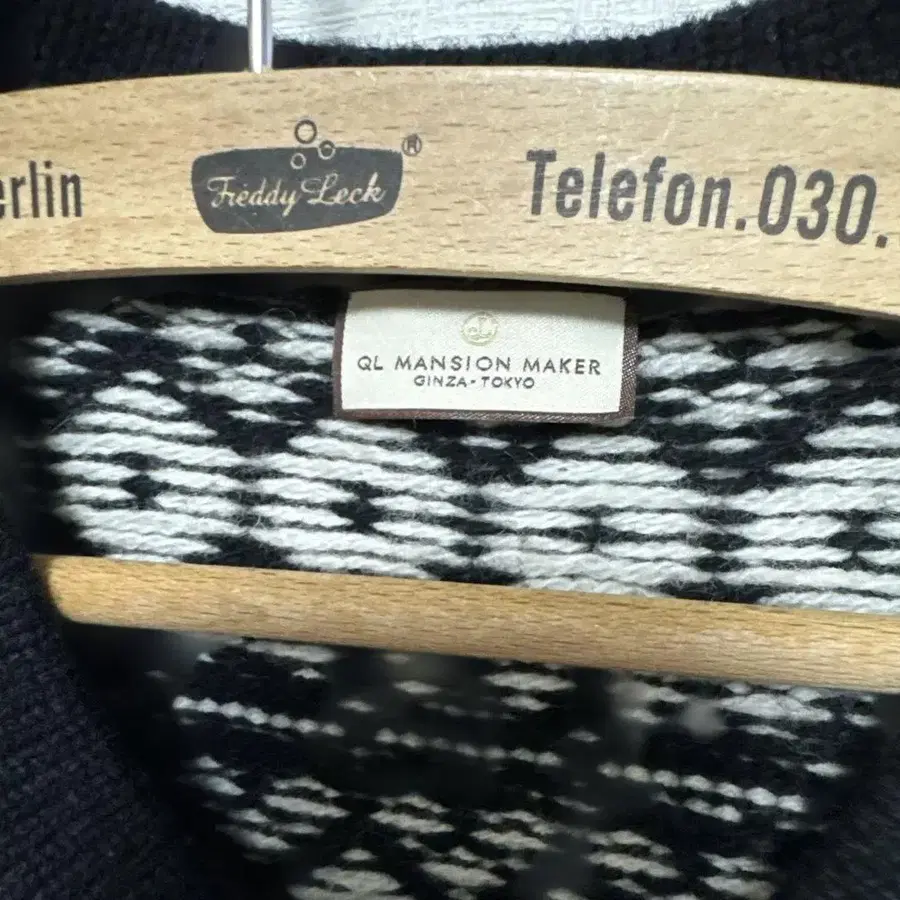 erlin
Freddy Leck®
Telefon.030.
QL MANSION MAKER
GINZA-TOKYO